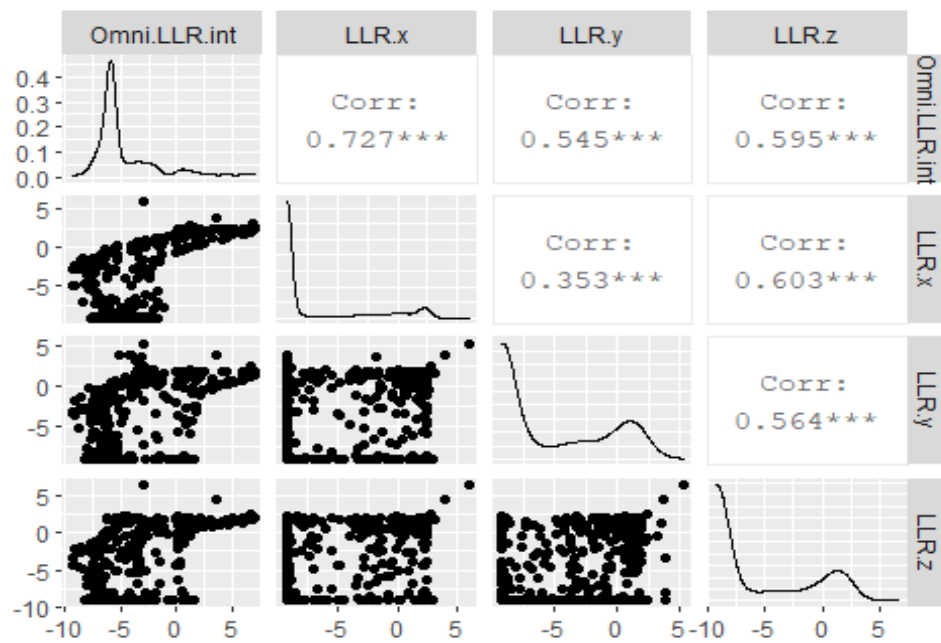 Omni.LLR.int LLR.x LLR.y LLR.z
0.4
0.3
0.2
0.1
0.0
Corr:
0.727***
Corr:
0.545***
Corr:
0.595***
Omni.LLR.int
5
0
-5
Corr:
0.353***
Corr:
0.603***
LLR.x
5
0
-5
Corr:
0.564***
LLR.y
5
0
-5
-10
LLR.z
-10 -5 0 5 -5 0 5 -5 0 5 -10 -5 0 5